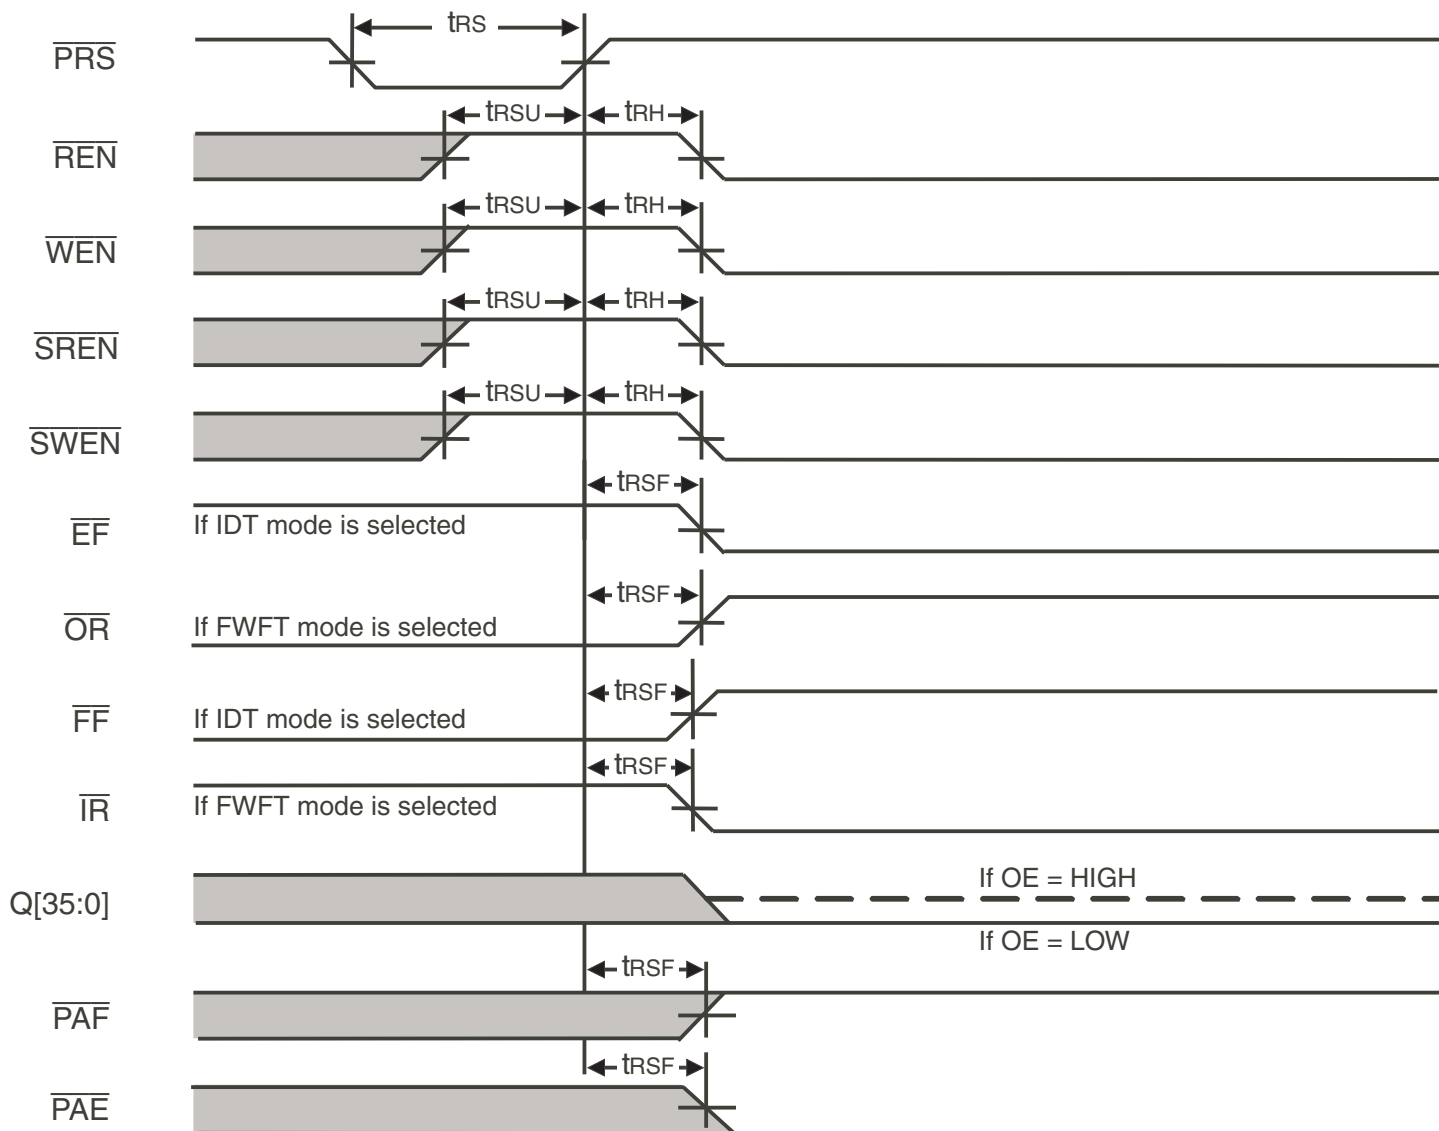 tRS
PRS
tRSU tRH
REN
tRSU tRH
WEN
tRSU tRH
SREN
tRSU tRH
SWEN
tRSF
EF If IDT mode is selected
tRSF
OR If FWFT mode is selected
tRSF
FF If IDT mode is selected
tRSF
IR If FWFT mode is selected
If OE = HIGH
Q[35:0]
If OE = LOW
tRSF
PAF
tRSF
PAE